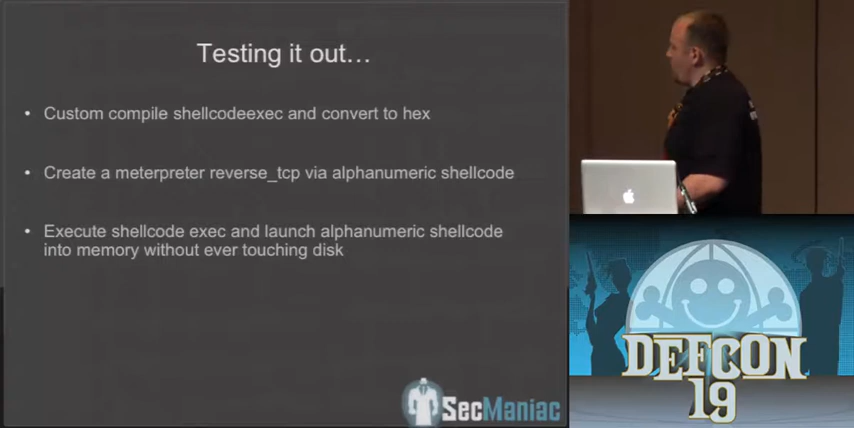 Testing it out…
• Custom compile shellcodeexec and convert to hex
• Create a meterpreter reverse_tcp via alphanumeric shellcode
• Execute shellcode exec and launch alphanumeric shellcode
into memory without ever touching disk
SecManiac
DEFCON
19